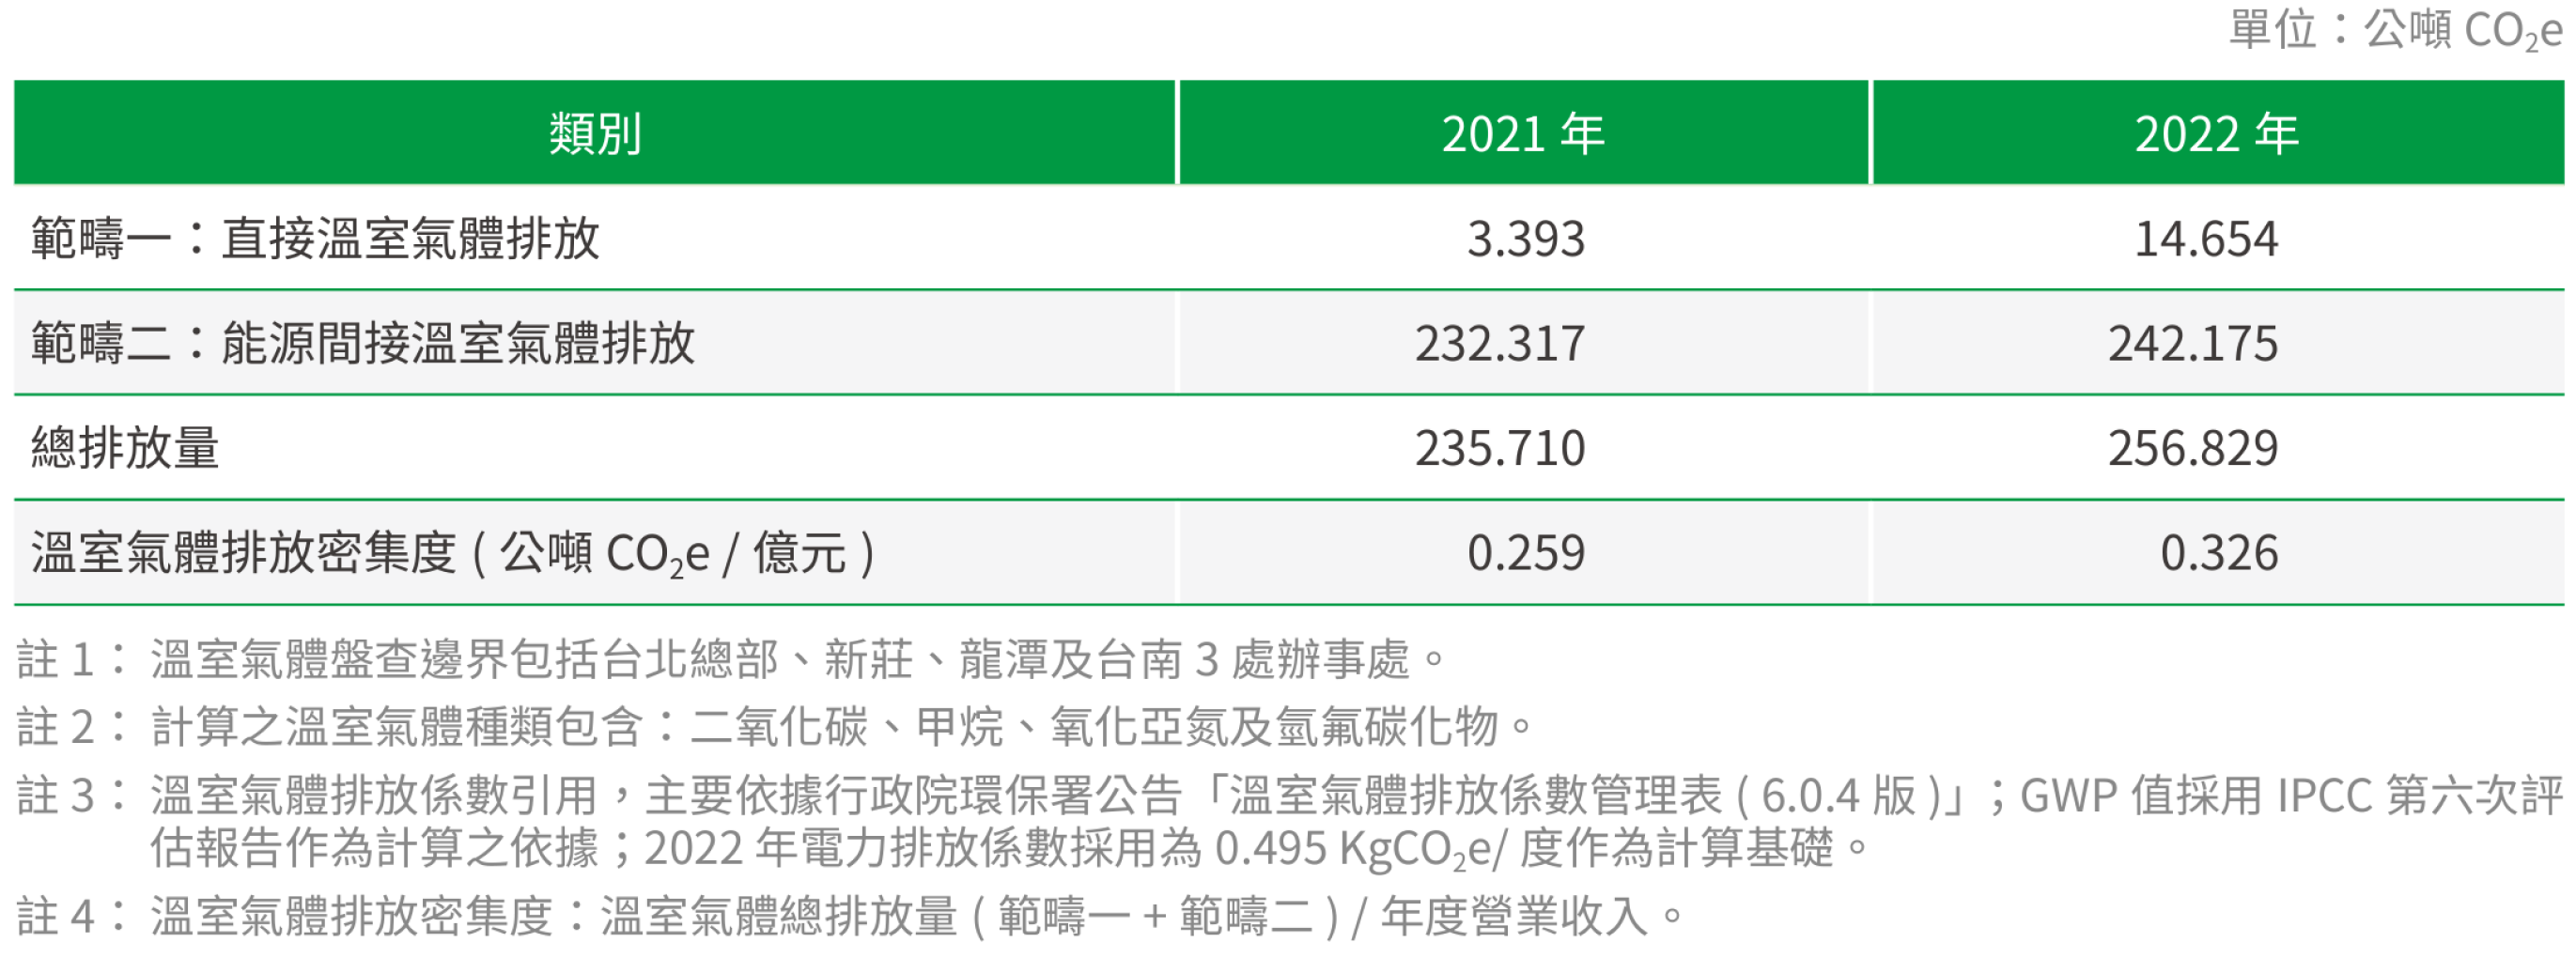 單位：公噸 CO₂e
類別 2021 年 2022 年
範疇一：直接溫室氣體排放 3.393 14.654
範疇二：能源間接溫室氣體排放 232.317 242.175
總排放量 235.710 256.829
溫室氣體排放密集度 ( 公噸 CO₂e / 億元 ) 0.259 0.326
註 1： 溫室氣體盤查邊界包括台北總部、新莊、龍潭及台南 3 處辦事處。
註 2： 計算之溫室氣體種類包含：二氧化碳、甲烷、氧化亞氮及氫氟碳化物。
註 3： 溫室氣體排放係數引用，主要依據行政院環保署公告「溫室氣體排放係數管理表 ( 6.0.4 版 )」；GWP 值採用 IPCC 第六次評
估報告作為計算之依據；2022 年電力排放係數採用為 0.495 KgCO₂e/ 度作為計算基礎。
註 4： 溫室氣體排放密集度：溫室氣體總排放量 ( 範疇一 + 範疇二 ) / 年度營業收入。